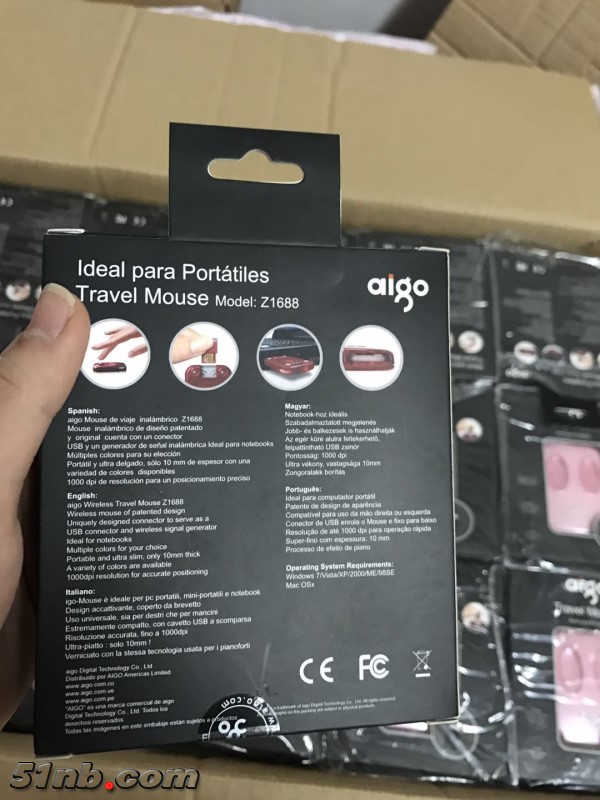 Ideal para Portátiles
Travel Mouse Model: Z1688
aigo
Spanish:
aigo Mouse de viaje inalámbrico Z1688
Mouse inalámbrico de diseño patentado
y original cuenta con un conector
USB y un generador de señal inalámbrica Ideal para notebooks
Múltiples colores para su elección
Portátil y ultra delgado, sólo 10 mm de espesor con una
variedad de colores disponibles
1000 dpi de resolución para un posicionamiento preciso
English:
aigo Wireless Travel Mouse Z1688
Wireless mouse of patented design
Uniquely designed connector to serve as a
USB connector and wireless signal generator
Ideal for notebooks
Multiple colors for your choice
Portable and ultra slim, only 10mm thick
A variety of colors are available
1000dpi resolution for accurate positioning
Italiano:
igo-Mouse è ideale per pc portatili, mini-portatili e notebook
Design accattivante, coperto da brevetto
Uso universale, sia per destri che per mancini
Estremamente compatto, con cavetto USB a scomparsa
Risoluzione accurata, fino a 1000dpi
Ultra-piatto : solo 10mm !
Verniciato con la stessa tecnologia usata per i pianoforti
aigo Digital Technology Co., Ltd
Distribuido por AIGO Americas Limited.
www.aigo.com.co
www.aigo.com.ve
www.aigo.com.pe
"AIGO" es una marca comercial de aigo
Digital Technology Co., Ltd. Todos los
derechos reservados.
Todas las imágenes en este embalaje están sujetos a productos
Magyar:
Notebook-hoz ideális
Szabadalmaztatott megjelenés
Jobb- és balkezesek is használhatják
Az egér köré alulra feltekerhető,
felpattintható USB zsinór
Pontosság: 1000 dpi
Ultra vékony, vastagsága 10mm
Zongoralakk borítás
Português:
Ideal para computador portátil
Patente de design de aparência
Compatível para uso da mão direita ou esquerda
Conector de USB enrola o Mouse e fixo para baixo
Resolução de até 1000 dpi para operação rápida
Super-fino com espessura: 10 mm
Processo de efeito de piano
Operating System Requirements:
Windows 7/Vista/XP/2000/ME/98SE
Mac OSx
CE FC
aigo
Travel
51nb.com